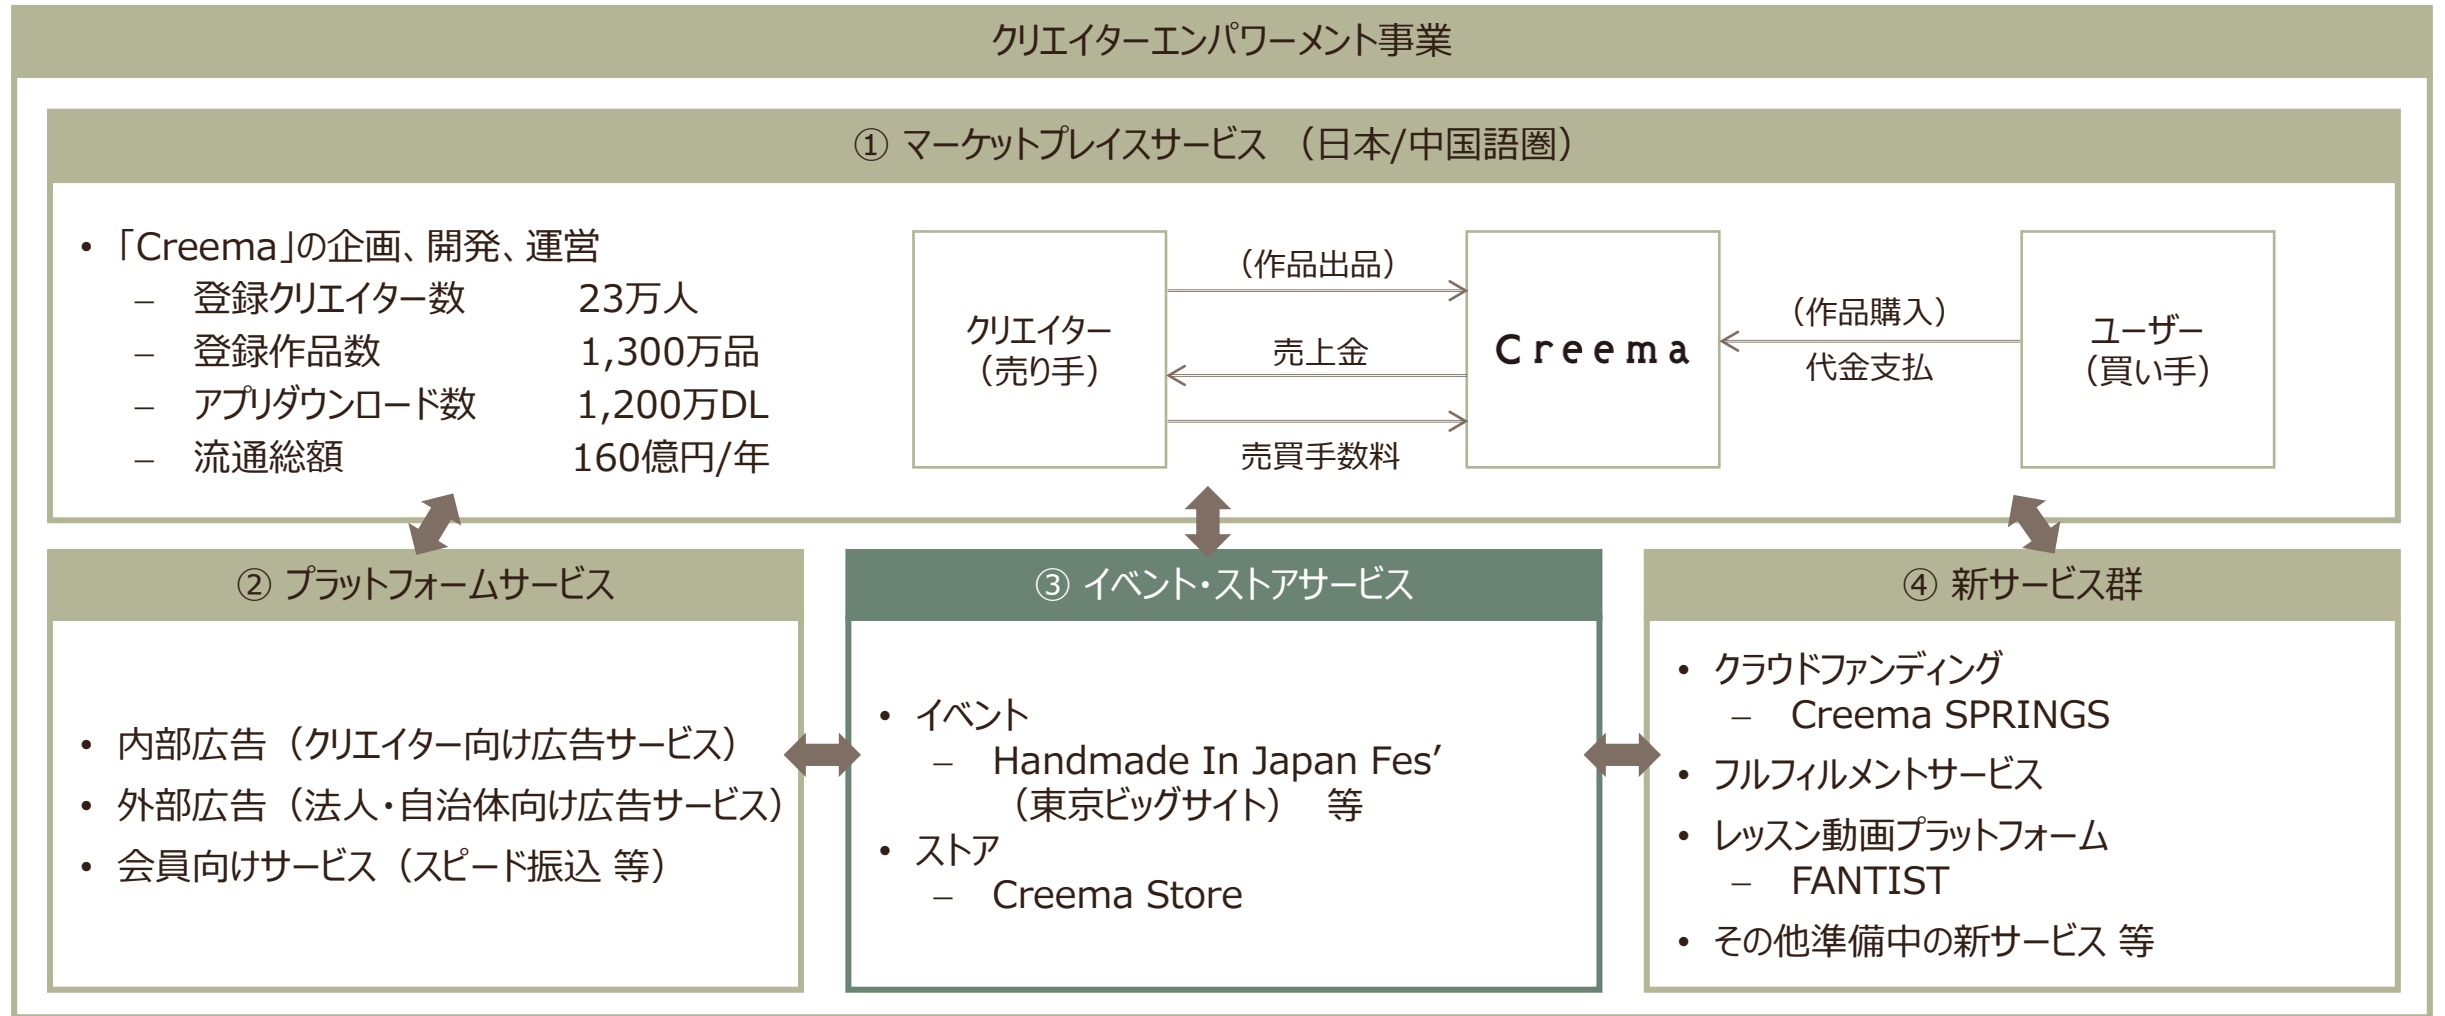 クリエイターエンパワーメント事業
① マーケットプレイスサービス （日本/中国語圏）
• 「Creema」の企画、開発、運営
– 登録クリエイター数 23万人
– 登録作品数 1,300万品
– アプリダウンロード数 1,200万DL
– 流通総額 160億円/年
クリエイター
（売り手）
（作品出品）
売上金
売買手数料
Creema
（作品購入）
代金支払
ユーザー
（買い手）
② プラットフォームサービス
• 内部広告（クリエイター向け広告サービス）
• 外部広告（法人・自治体向け広告サービス）
• 会員向けサービス（スピード振込 等）
③ イベント・ストアサービス
• イベント
– Handmade In Japan Fes’
（東京ビッグサイト） 等
• ストア
– Creema Store
④ 新サービス群
• クラウドファンディング
– Creema SPRINGS
• フルフィルメントサービス
• レッスン動画プラットフォーム
– FANTIST
• その他準備中の新サービス 等